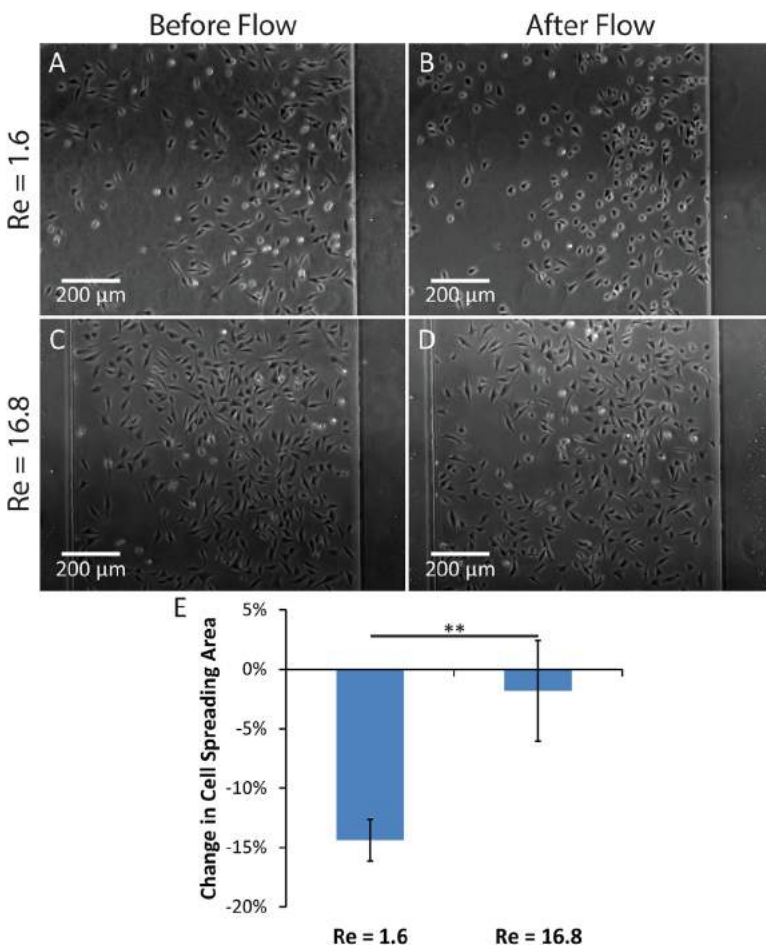 Before Flow
After Flow
Re = 1.6
A
200 µm
B
200 µm
Re = 16.8
C
200 µm
D
200 µm
E
Change in Cell Spreading Area
5%
**
0%
-5%
-10%
-15%
-20%
Re = 1.6
Re = 16.8